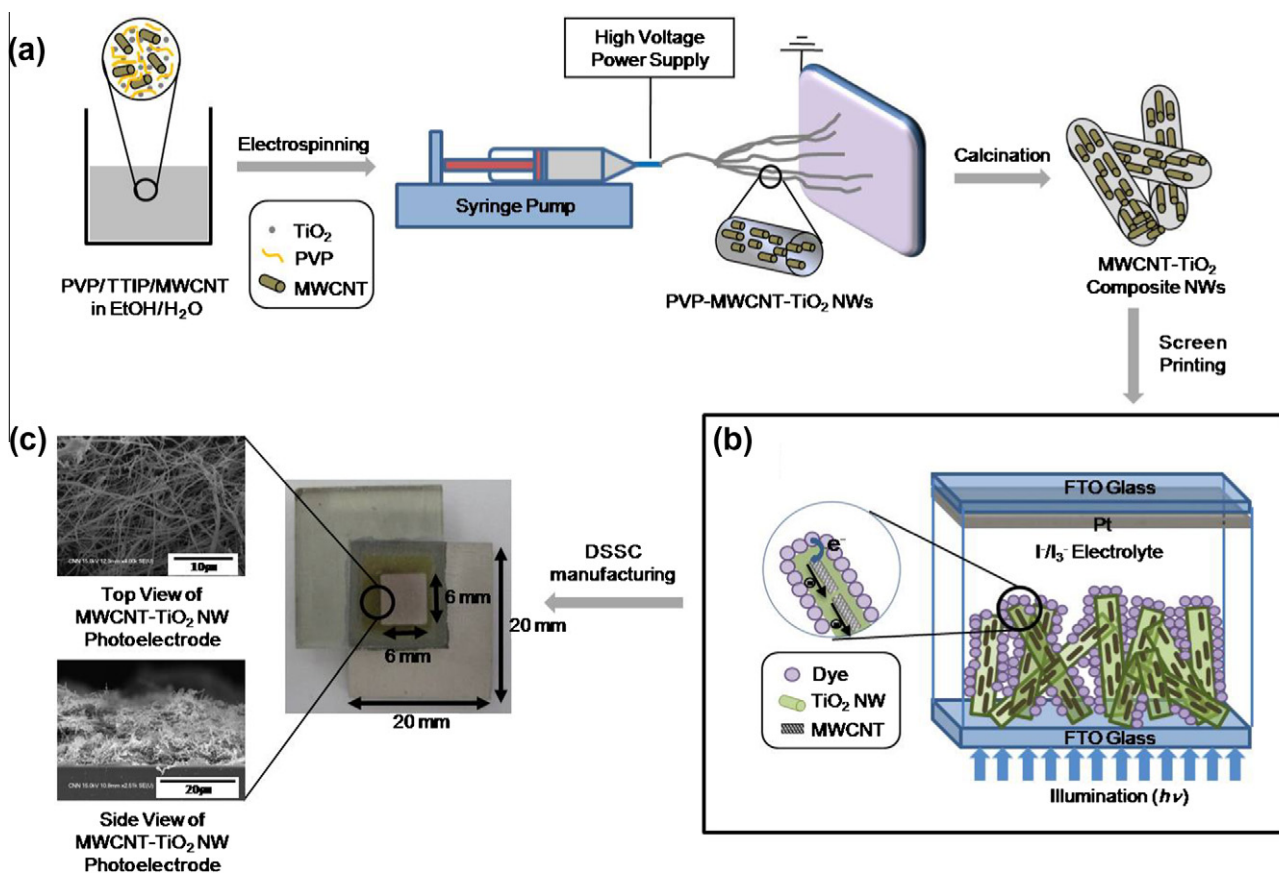 (a)
High Voltage
Power Supply
Electrospinning
Syringe Pump
Calcination
TiO₂
PVP
MWCNT
PVP/TTIP/MWCNT
in EtOH/H₂O
PVP-MWCNT-TiO₂ NWs
MWCNT-TiO₂
Composite NWs
Screen
Printing
(b)
FTO Glass
Pt
I⁻/I₃⁻ Electrolyte
e⁻
Dye
TiO₂ NW
MWCNT
FTO Glass
Illumination (hν)
DSSC
manufacturing
(c)
10μm
Top View of
MWCNT-TiO₂ NW
Photoelectrode
6 mm
6 mm
20 mm
20 mm
20μm
Side View of
MWCNT-TiO₂ NW
Photoelectrode